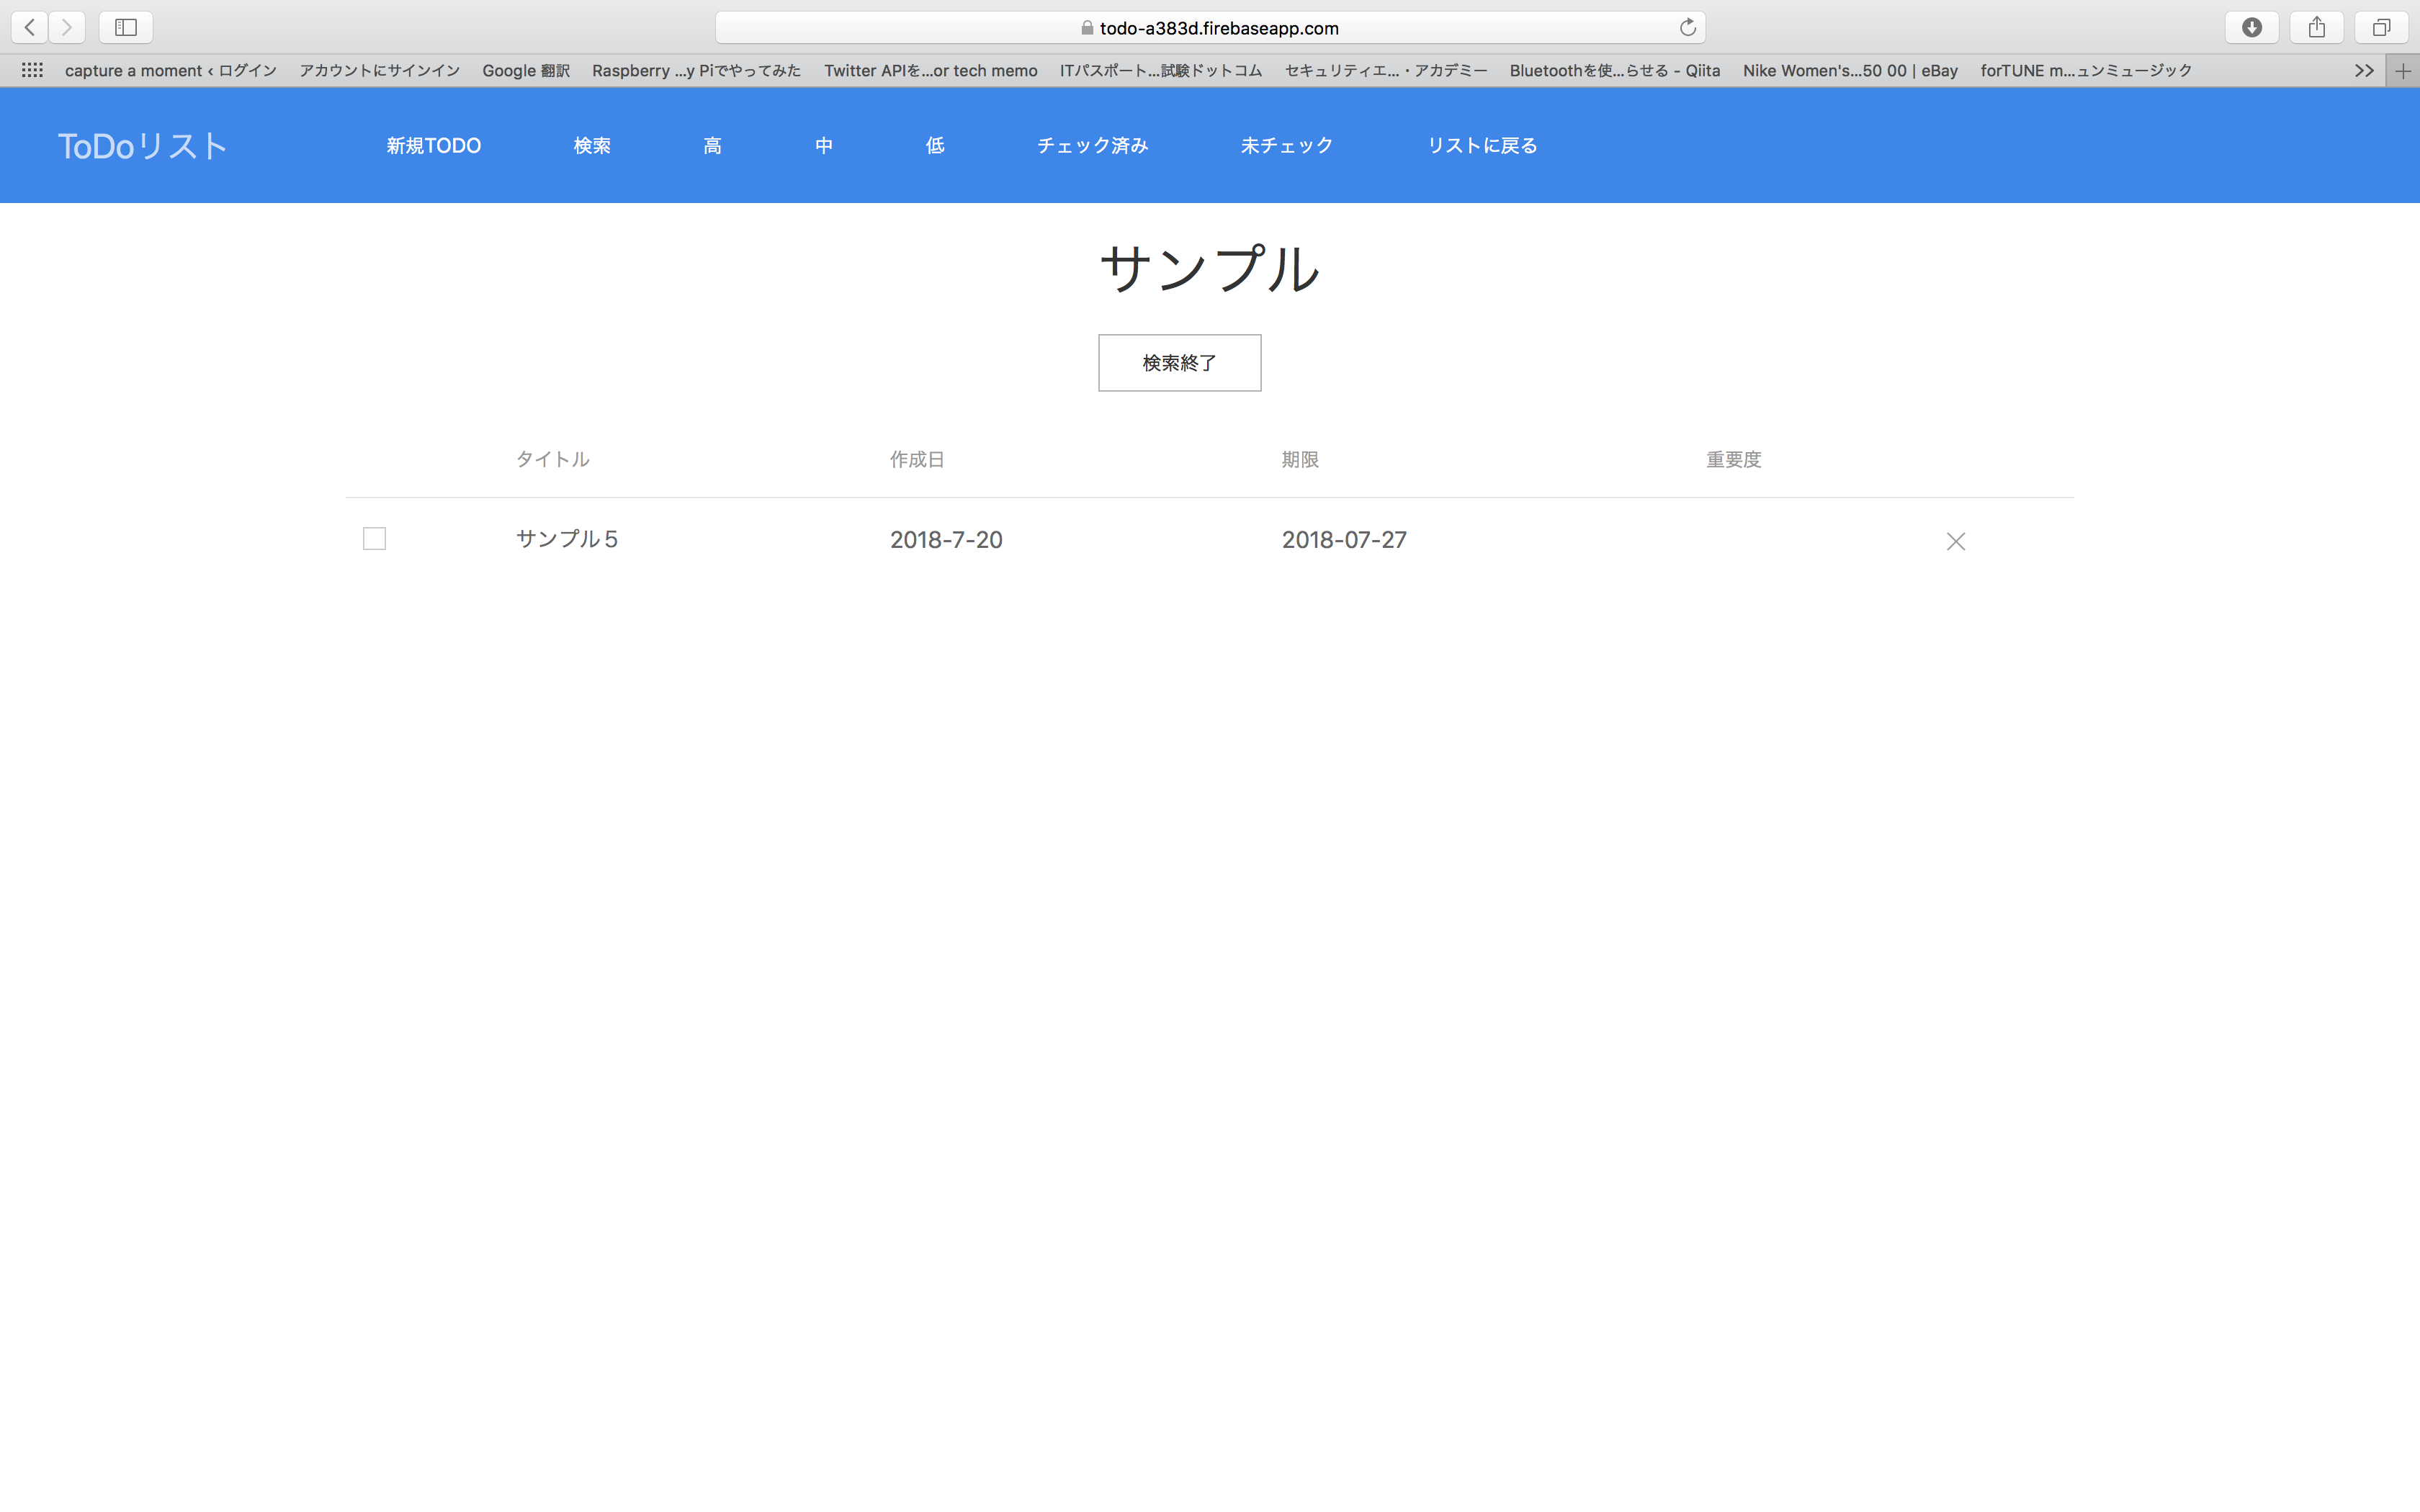 todo-a383d.firebaseapp.com
capture a moment ‹ ログイン アカウントにサインイン Google 翻訳 Raspberry ...y Piでやってみた Twitter APIを...or tech memo ITパスポート...試験ドットコム セキュリティエ...・アカデミー Bluetoothを使...らせる - Qiita Nike Women's...50 00 | eBay forTUNE m...ュンミュージック
ToDoリスト 新規TODO 検索 高 中 低 チェック済み 未チェック リストに戻る
サンプル
検索終了
タイトル 作成日 期限 重要度
サンプル５ 2018-7-20 2018-07-27